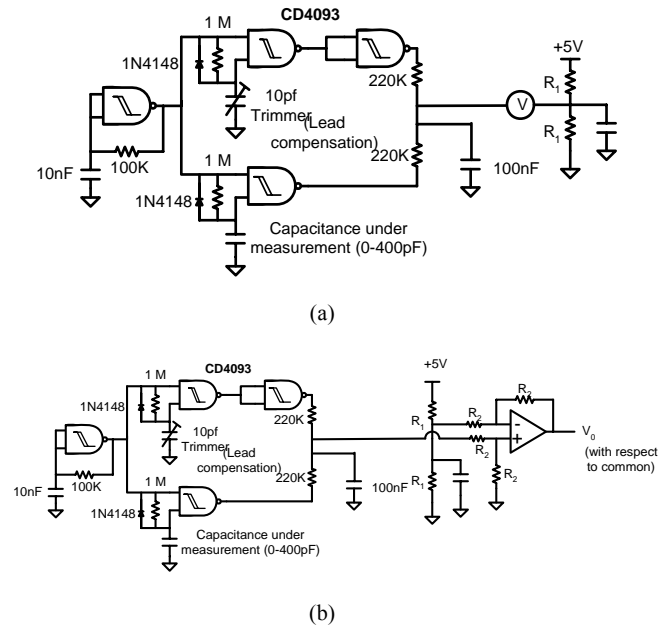 CD4093
1 M
1N4148
10pf
Trimmer
(Lead
compensation)
220K
+5V
R1
V
R1
100K
10nF
1 M
220K
100nF
1N4148
Capacitance under
measurement (0-400pF)
(a)
CD4093
1 M
1N4148
10pf
Trimmer
(Lead
compensation)
220K
+5V
R1
R2
R2
-
+
V0
(with respect
to common)
R2
R2
R1
100K
10nF
1 M
220K
100nF
1N4148
Capacitance under
measurement (0-400pF)
(b)